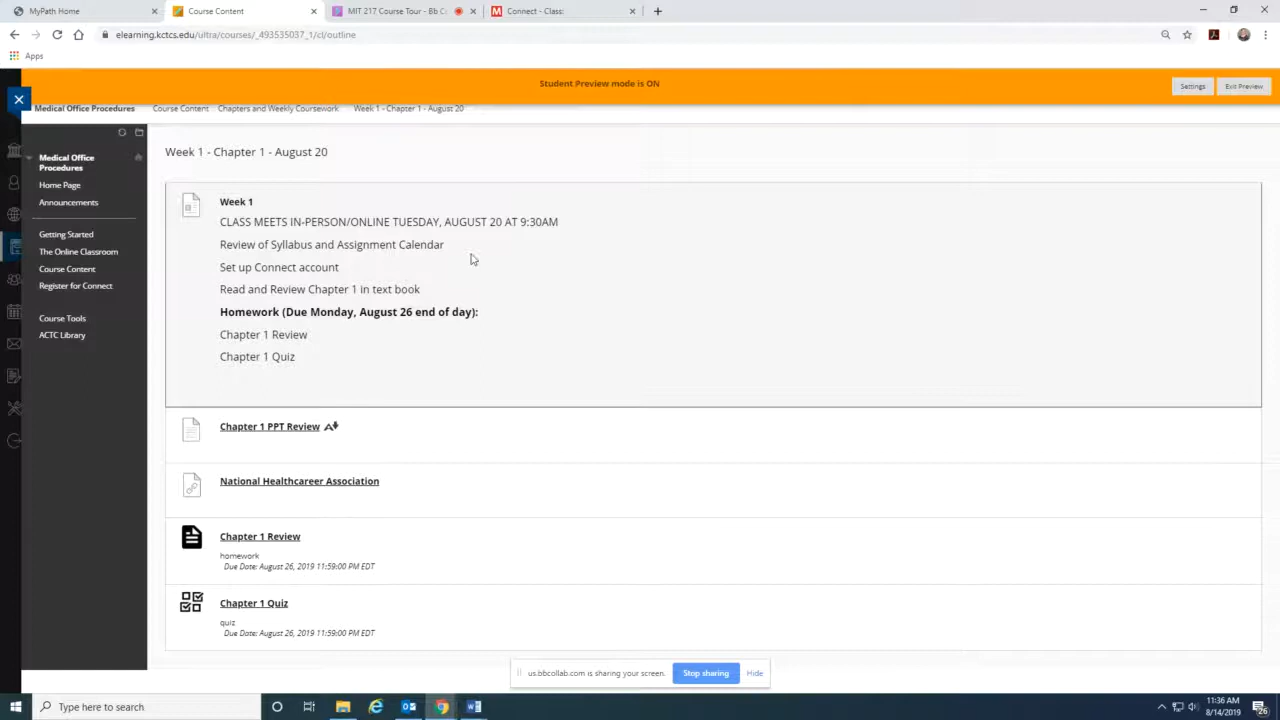 MyPath Home
Course Content
MIT 217 Course Tour - Bb C
Connect - Class:
elearning.kctcs.edu/ultra/courses/_493535037_1/cl/outline
Apps
Student Preview mode is ON
Settings
Exit Preview
Medical Office Procedures
Course Content
Chapters and Weekly Coursework
Week 1 - Chapter 1 - August 20
Medical Office
Procedures
Home Page
Announcements
Getting Started
The Online Classroom
Course Content
Register for Connect
Course Tools
ACTC Library
Week 1 - Chapter 1 - August 20
Week 1
CLASS MEETS IN-PERSON/ONLINE TUESDAY, AUGUST 20 AT 9:30AM
Review of Syllabus and Assignment Calendar
Set up Connect account
Read and Review Chapter 1 in text book
Homework (Due Monday, August 26 end of day):
Chapter 1 Review
Chapter 1 Quiz
Chapter 1 PPT Review
National Healthcareer Association
Chapter 1 Review
homework
Due Date: August 26, 2019 11:59:00 PM EDT
Chapter 1 Quiz
quiz
Due Date: August 26, 2019 11:59:00 PM EDT
us.bbcollab.com is sharing your screen.
Stop sharing
Hide
Type here to search
11:36 AM
8/14/2019
26